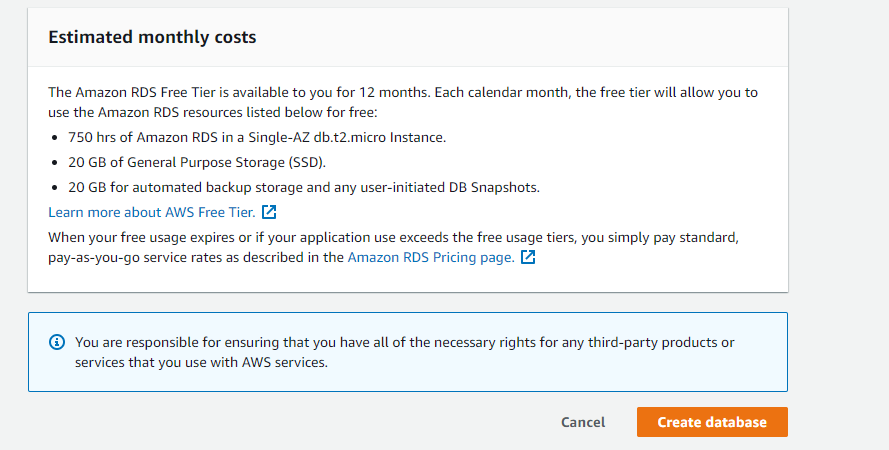 Estimated monthly costs
The Amazon RDS Free Tier is available to you for 12 months. Each calendar month, the free tier will allow you to
use the Amazon RDS resources listed below for free:
• 750 hrs of Amazon RDS in a Single-AZ db.t2.micro Instance.
• 20 GB of General Purpose Storage (SSD).
• 20 GB for automated backup storage and any user-initiated DB Snapshots.
Learn more about AWS Free Tier.
When your free usage expires or if your application use exceeds the free usage tiers, you simply pay standard,
pay-as-you-go service rates as described in the Amazon RDS Pricing page.
You are responsible for ensuring that you have all of the necessary rights for any third-party products or
services that you use with AWS services.
Cancel Create database